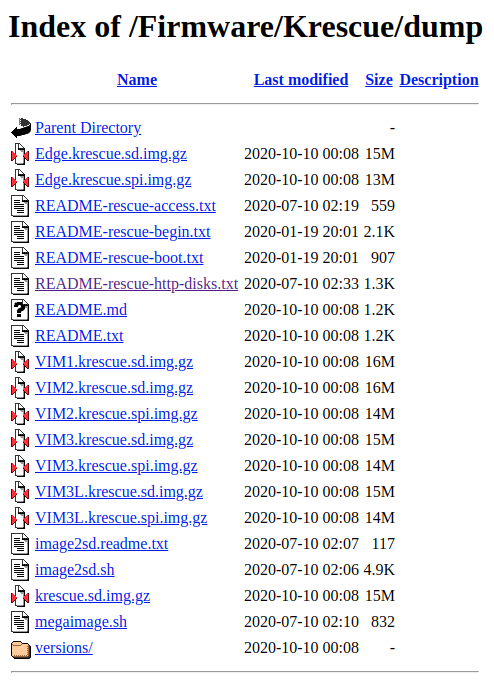 Index of /Firmware/Krescue/dump
Name Last modified Size Description
Parent Directory -
Edge.krescue.sd.img.gz 2020-10-10 00:08 15M
Edge.krescue.spi.img.gz 2020-10-10 00:08 13M
README-rescue-access.txt 2020-07-10 02:19 559
README-rescue-begin.txt 2020-01-19 20:01 2.1K
README-rescue-boot.txt 2020-01-19 20:01 907
README-rescue-http-disks.txt 2020-07-10 02:33 1.3K
README.md 2020-10-10 00:08 1.2K
README.txt 2020-10-10 00:08 1.2K
VIM1.krescue.sd.img.gz 2020-10-10 00:08 16M
VIM2.krescue.sd.img.gz 2020-10-10 00:08 16M
VIM2.krescue.spi.img.gz 2020-10-10 00:08 14M
VIM3.krescue.sd.img.gz 2020-10-10 00:08 15M
VIM3.krescue.spi.img.gz 2020-10-10 00:08 14M
VIM3L.krescue.sd.img.gz 2020-10-10 00:08 15M
VIM3L.krescue.spi.img.gz 2020-10-10 00:08 14M
image2sd.readme.txt 2020-07-10 02:07 117
image2sd.sh 2020-07-10 02:06 4.9K
krescue.sd.img.gz 2020-10-10 00:08 15M
megaimage.sh 2020-07-10 02:10 832
versions/ 2020-10-10 00:08 -